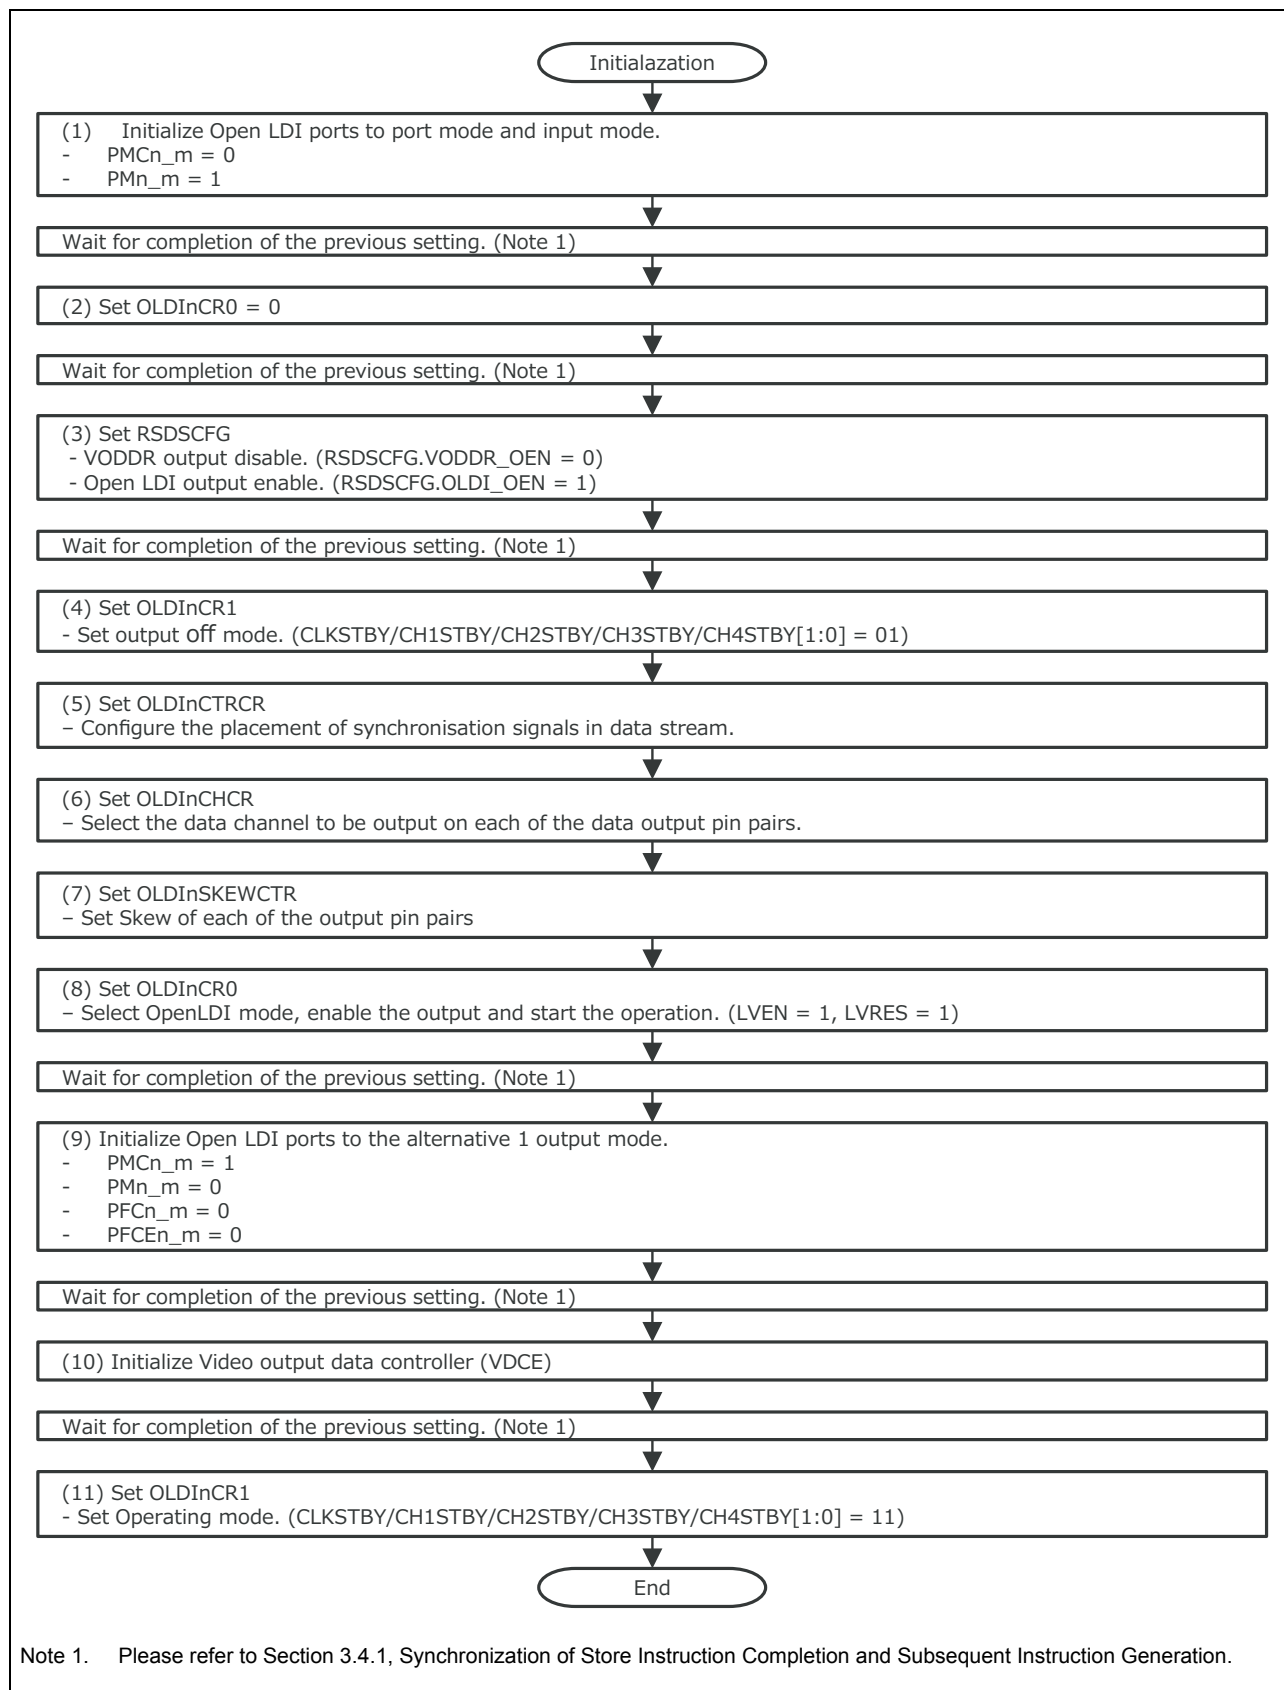 Initialazation
(1) Initialize Open LDI ports to port mode and input mode.
- PMCn_m = 0
- PMn_m = 1
Wait for completion of the previous setting. (Note 1)
(2) Set OLDInCR0 = 0
Wait for completion of the previous setting. (Note 1)
(3) Set RSDSCFG
- VODDR output disable. (RSDSCFG.VODDR_OEN = 0)
- Open LDI output enable. (RSDSCFG.OLDI_OEN = 1)
Wait for completion of the previous setting. (Note 1)
(4) Set OLDInCR1
- Set output off mode. (CLKSTBY/CH1STBY/CH2STBY/CH3STBY/CH4STBY[1:0] = 01)
(5) Set OLDInCTRCR
– Configure the placement of synchronisation signals in data stream.
(6) Set OLDInCHCR
– Select the data channel to be output on each of the data output pin pairs.
(7) Set OLDInSKEWCTR
– Set Skew of each of the output pin pairs
(8) Set OLDInCR0
– Select OpenLDI mode, enable the output and start the operation. (LVEN = 1, LVRES = 1)
Wait for completion of the previous setting. (Note 1)
(9) Initialize Open LDI ports to the alternative 1 output mode.
- PMCn_m = 1
- PMn_m = 0
- PFCn_m = 0
- PFCEn_m = 0
Wait for completion of the previous setting. (Note 1)
(10) Initialize Video output data controller (VDCE)
Wait for completion of the previous setting. (Note 1)
(11) Set OLDInCR1
- Set Operating mode. (CLKSTBY/CH1STBY/CH2STBY/CH3STBY/CH4STBY[1:0] = 11)
End
Note 1. Please refer to Section 3.4.1, Synchronization of Store Instruction Completion and Subsequent Instruction Generation.